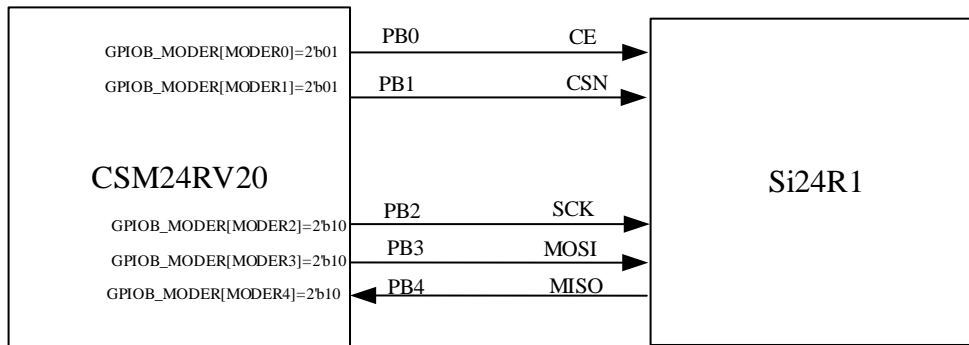 GPIOB_MODER[MODER0]=2'b01 PB0 CE
GPIOB_MODER[MODER1]=2'b01 PB1 CSN
CSM24RV20 Si24R1
GPIOB_MODER[MODER2]=2'b10 PB2 SCK
GPIOB_MODER[MODER3]=2'b10 PB3 MOSI
GPIOB_MODER[MODER4]=2'b10 PB4 MISO